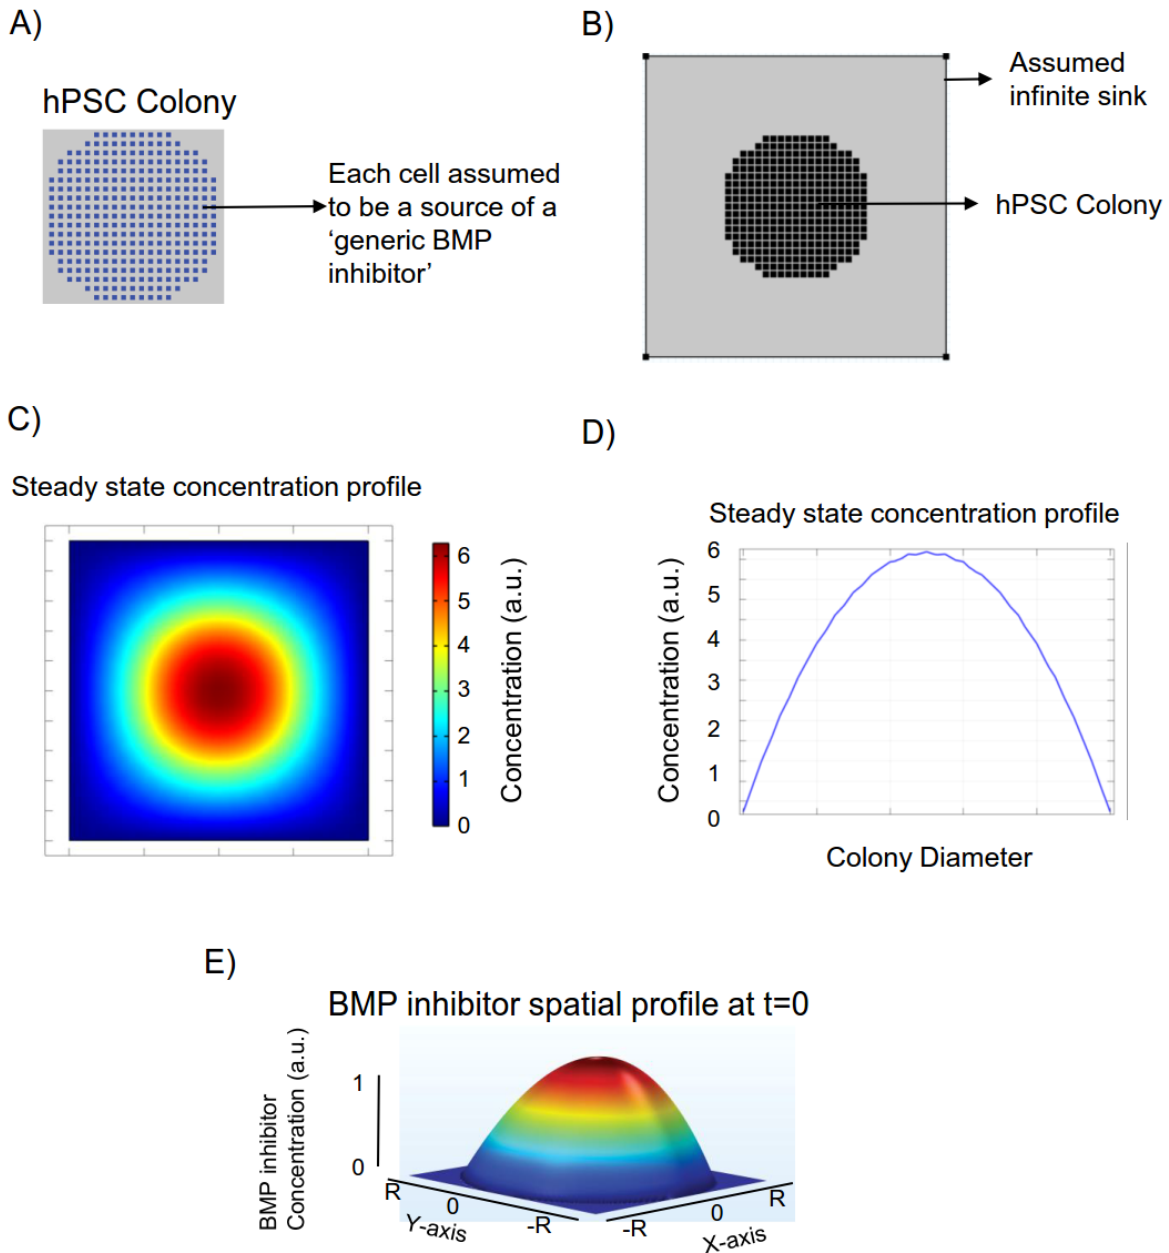 A)
hPSC Colony
Each cell assumed
to be a source of a
‘generic BMP
inhibitor’
B)
Assumed
infinite sink
hPSC Colony
C)
Steady state concentration profile
6
5
4
3
2
1
0
Concentration (a.u.)
D)
Steady state concentration profile
Concentration (a.u.)
6
5
4
3
2
1
0
Colony Diameter
E)
BMP inhibitor spatial profile at t=0
BMP inhibitor
Concentration (a.u.)
1
0
R
0
-R
Y-axis
-R
0
R
X-axis